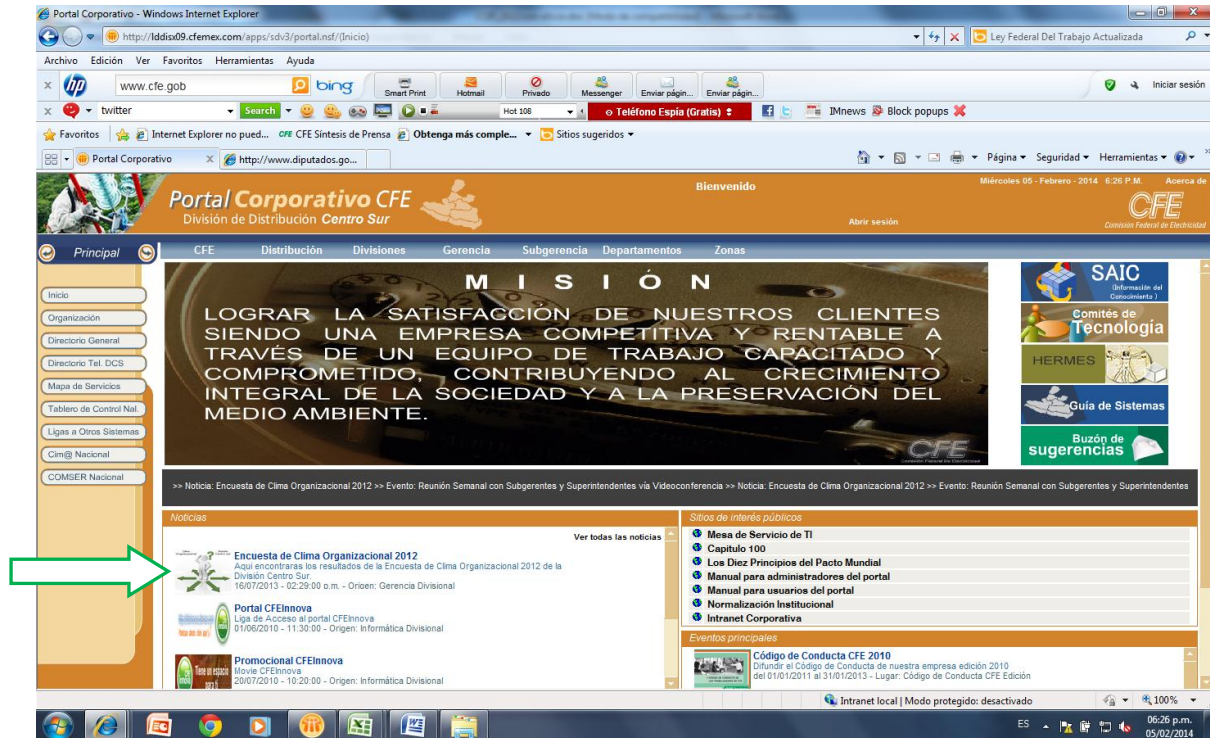 Portal Corporativo - Windows Internet Explorer
http://lddisx09.cfemex.com/apps/sdv3/portal.nsf/(Inicio)
Ley Federal Del Trabajo Actualizada
Archivo Edición Ver Favoritos Herramientas Ayuda
x hp www.cfe.gob bing Smart Print Hotmail Privado Messenger Enviar págin... Enviar págin... Iniciar sesión
x twitter Search Hot 106 Teléfono Espía (Gratis) IMnews Block popups
Favoritos Internet Explorer no pued... CFE CFE Síntesis de Prensa Obtenga más comple... Sitios sugeridos
Portal Corporativo X http://www.diputados.go... Página Seguridad Herramientas
Portal Corporativo CFE
División de Distribución Centro Sur
Bienvenido
Abrir sesión
Miércoles 05 - Febrero - 2014 6:26 P.M. Acerca de
CFE
Comisión Federal de Electricidad
Principal CFE Distribución Divisiones Gerencia Subgerencia Departamentos Zonas
Inicio
Organización
Directorio General
Directorio Tel. DCS
Mapa de Servicios
Tablero de Control Nal.
Ligas a Otros Sistemas
Cim@ Nacional
COMSER Nacional
MISIÓN
LOGRAR LA SATISFACCIÓN DE NUESTROS CLIENTES
SIENDO UNA EMPRESA COMPETITIVA Y RENTABLE A
TRAVÉS DE UN EQUIPO DE TRABAJO CAPACITADO Y
COMPROMETIDO, CONTRIBUYENDO AL CRECIMIENTO
INTEGRAL DE LA SOCIEDAD Y A LA PRESERVACIÓN DEL
MEDIO AMBIENTE.
CFE
Comisión Federal de Electricidad
SAIC
(Información del
Conocimiento )
Comités de
Tecnología
HERMES
Guía de Sistemas
Buzón de
sugerencias
>> Noticia: Encuesta de Clima Organizacional 2012 >> Evento: Reunión Semanal con Subgerentes y Superintendentes vía Videoconferencia >> Noticia: Encuesta de Clima Organizacional 2012 >> Evento: Reunión Semanal con Subgerentes y Superintendentes
Noticias
Ver todas las noticias
Encuesta de Clima Organizacional 2012
Aqui encontraras los resultados de la Encuesta de Clima Organizacional 2012 de la
División Centro Sur.
16/07/2013 - 02:29:00 p.m. - Origen: Gerencia Divisional
Portal CFEInnova
Liga de Acceso al portal CFEInnova
01/06/2010 - 11:30:00 - Origen: Informática Divisional
Promocional CFEInnova
Movie CFEInnova
20/07/2010 - 10:20:00 - Origen: Informática Divisional
Tiene un espacio
para ti
Sitios de interés públicos
Mesa de Servicio de TI
Capitulo 100
Los Diez Principios del Pacto Mundial
Manual para administradores del portal
Manual para usuarios del portal
Normalización Institucional
Intranet Corporativa
Eventos principales
Código de Conducta CFE 2010
Difundir el Código de Conducta de nuestra empresa edición 2010
del 01/01/2011 al 31/01/2013 - Lugar: Código de Conducta CFE Edición
Intranet local | Modo protegido: desactivado 100%
ES 06:26 p.m.
05/02/2014